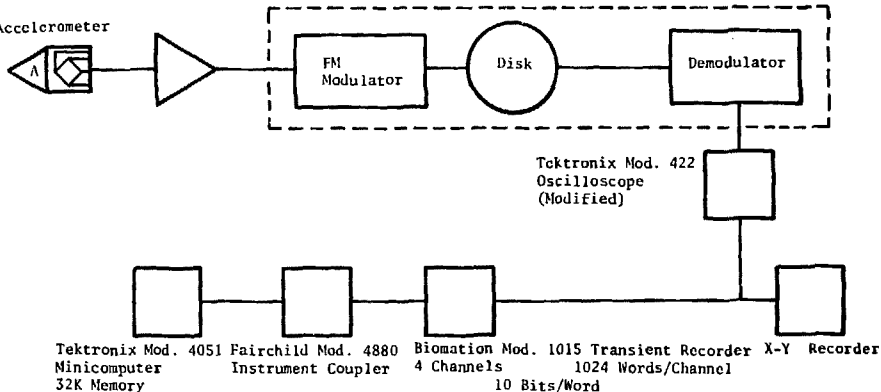 Accelerometer
A
FM
Modulator
Disk
Demodulator
Tektronix Mod. 422
Oscilloscope
(Modified)
Tektronix Mod. 4051
Minicomputer
32K Memory
Fairchild Mod. 4880
Instrument Coupler
Biomation Mod. 1015 Transient Recorder
4 Channels 1024 Words/Channel
10 Bits/Word
X-Y Recorder